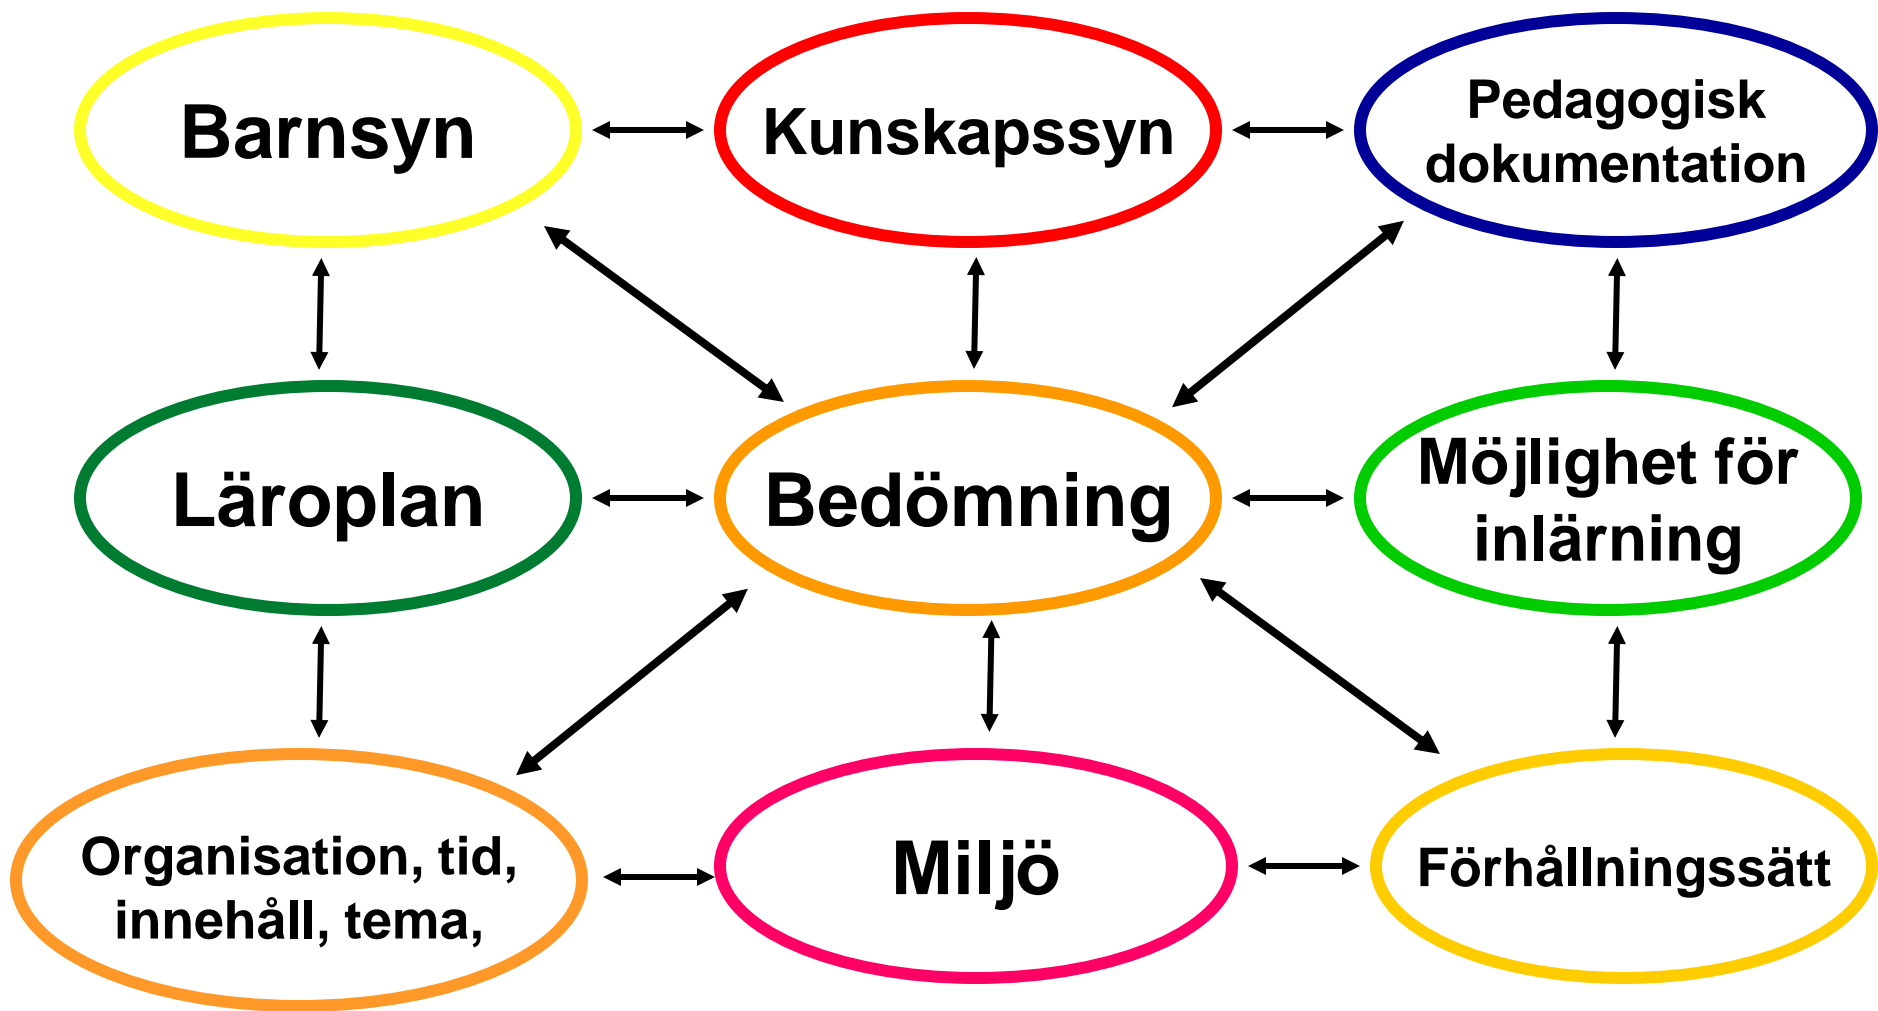 Barnsyn
Kunskapssyn
Pedagogisk
dokumentation
Läroplan
Bedömning
Möjlighet för
inlärning
Organisation, tid,
innehåll, tema,
Miljö
Förhållningssätt